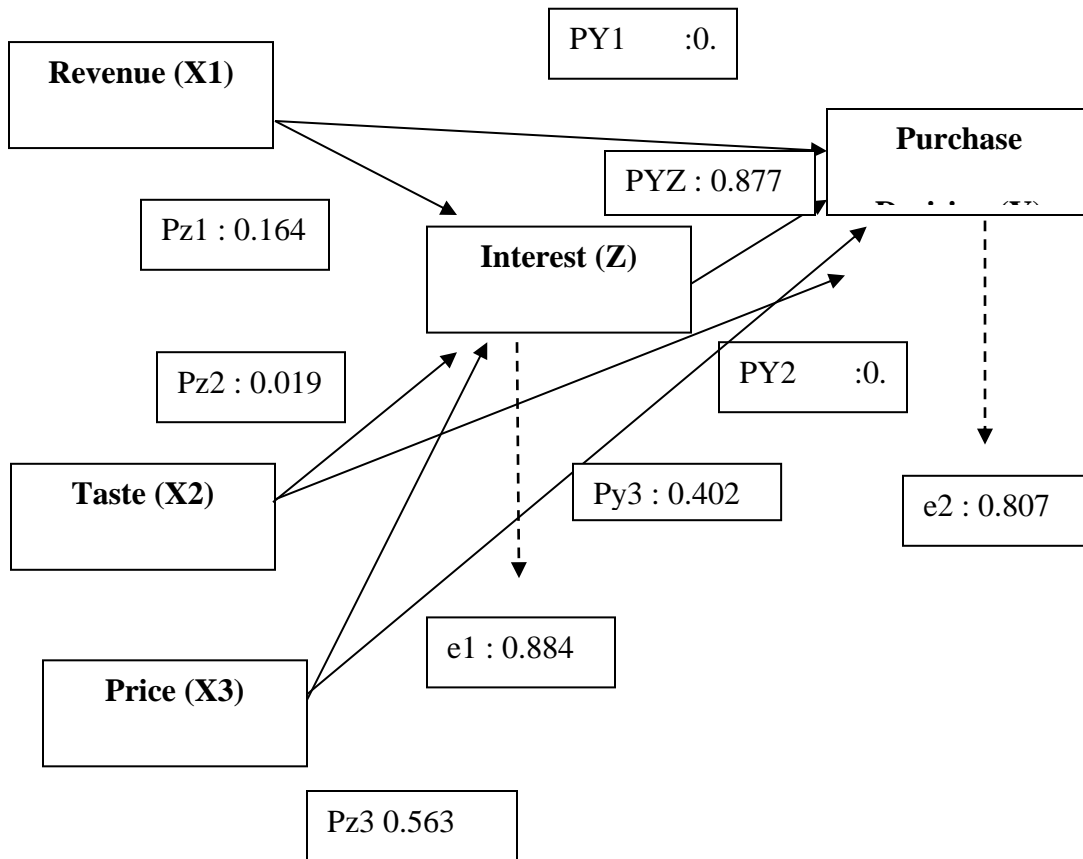 PY1 :0.
Revenue (X1)
Purchase
PYZ : 0.877
Pz1 : 0.164
Interest (Z)
Pz2 : 0.019
PY2 :0.
Taste (X2)
Py3 : 0.402
e2 : 0.807
e1 : 0.884
Price (X3)
Pz3 0.563